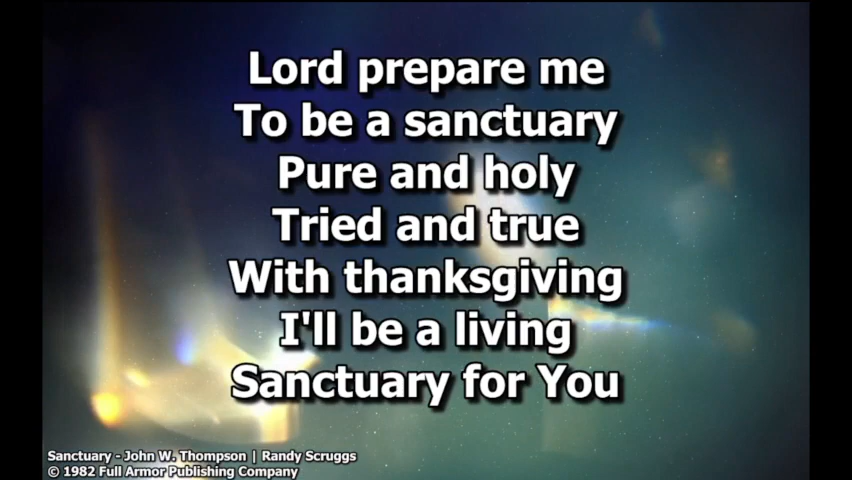 Lord prepare me
To be a sanctuary
Pure and holy
Tried and true
With thanksgiving
I'll be a living
Sanctuary for You
Sanctuary - John W. Thompson | Randy Scruggs
© 1982 Full Armor Publishing Company